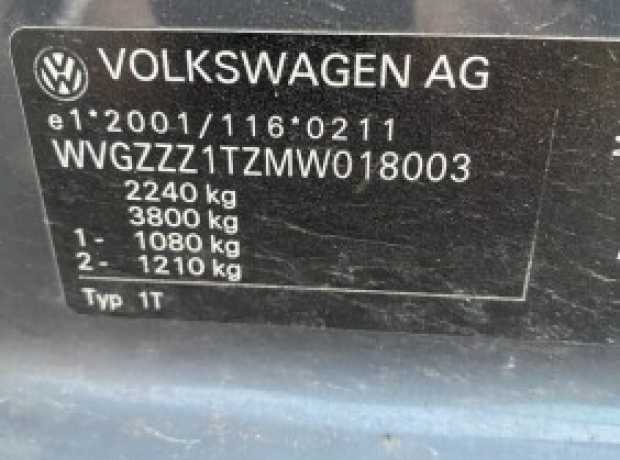 VOLKSWAGEN AG
e1*2001/116*0211
WVGZZZ1TZMW018003
2240 kg
3800 kg
1- 1080 kg
2- 1210 kg
Typ 1T